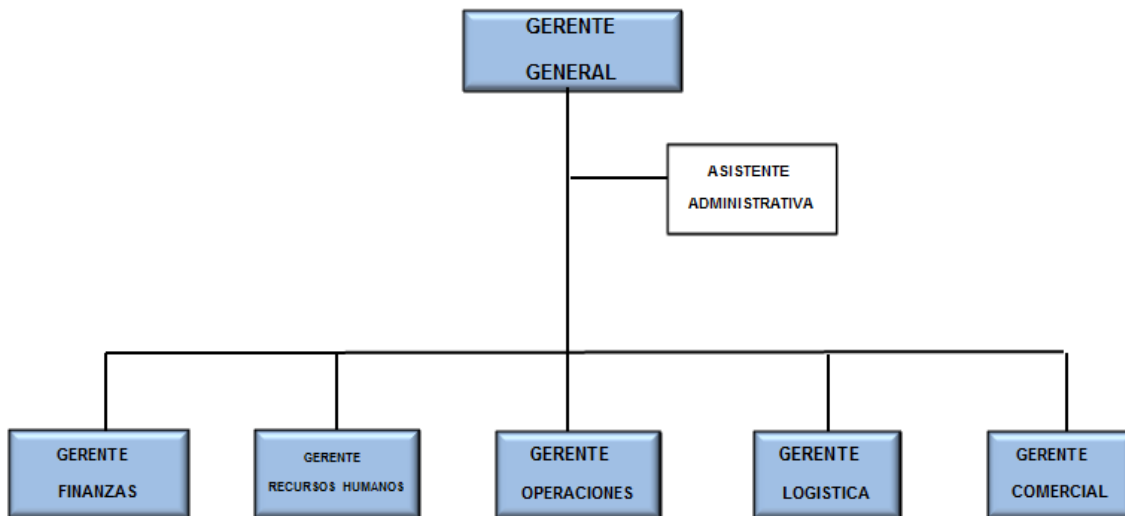 GERENTE
GENERAL
ASISTENTE
ADMINISTRATIVA
GERENTE
FINANZAS
GERENTE
RECURSOS HUMANOS
GERENTE
OPERACIONES
GERENTE
LOGISTICA
GERENTE
COMERCIAL